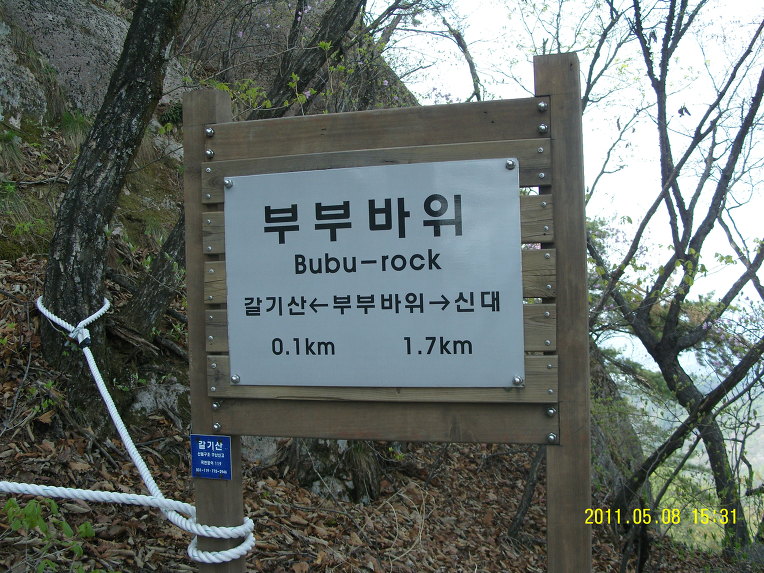 부부바위
Bubu-rock
갈기산←부부바위→신대
0.1km 1.7km
갈기산
2011.05.08 15:31